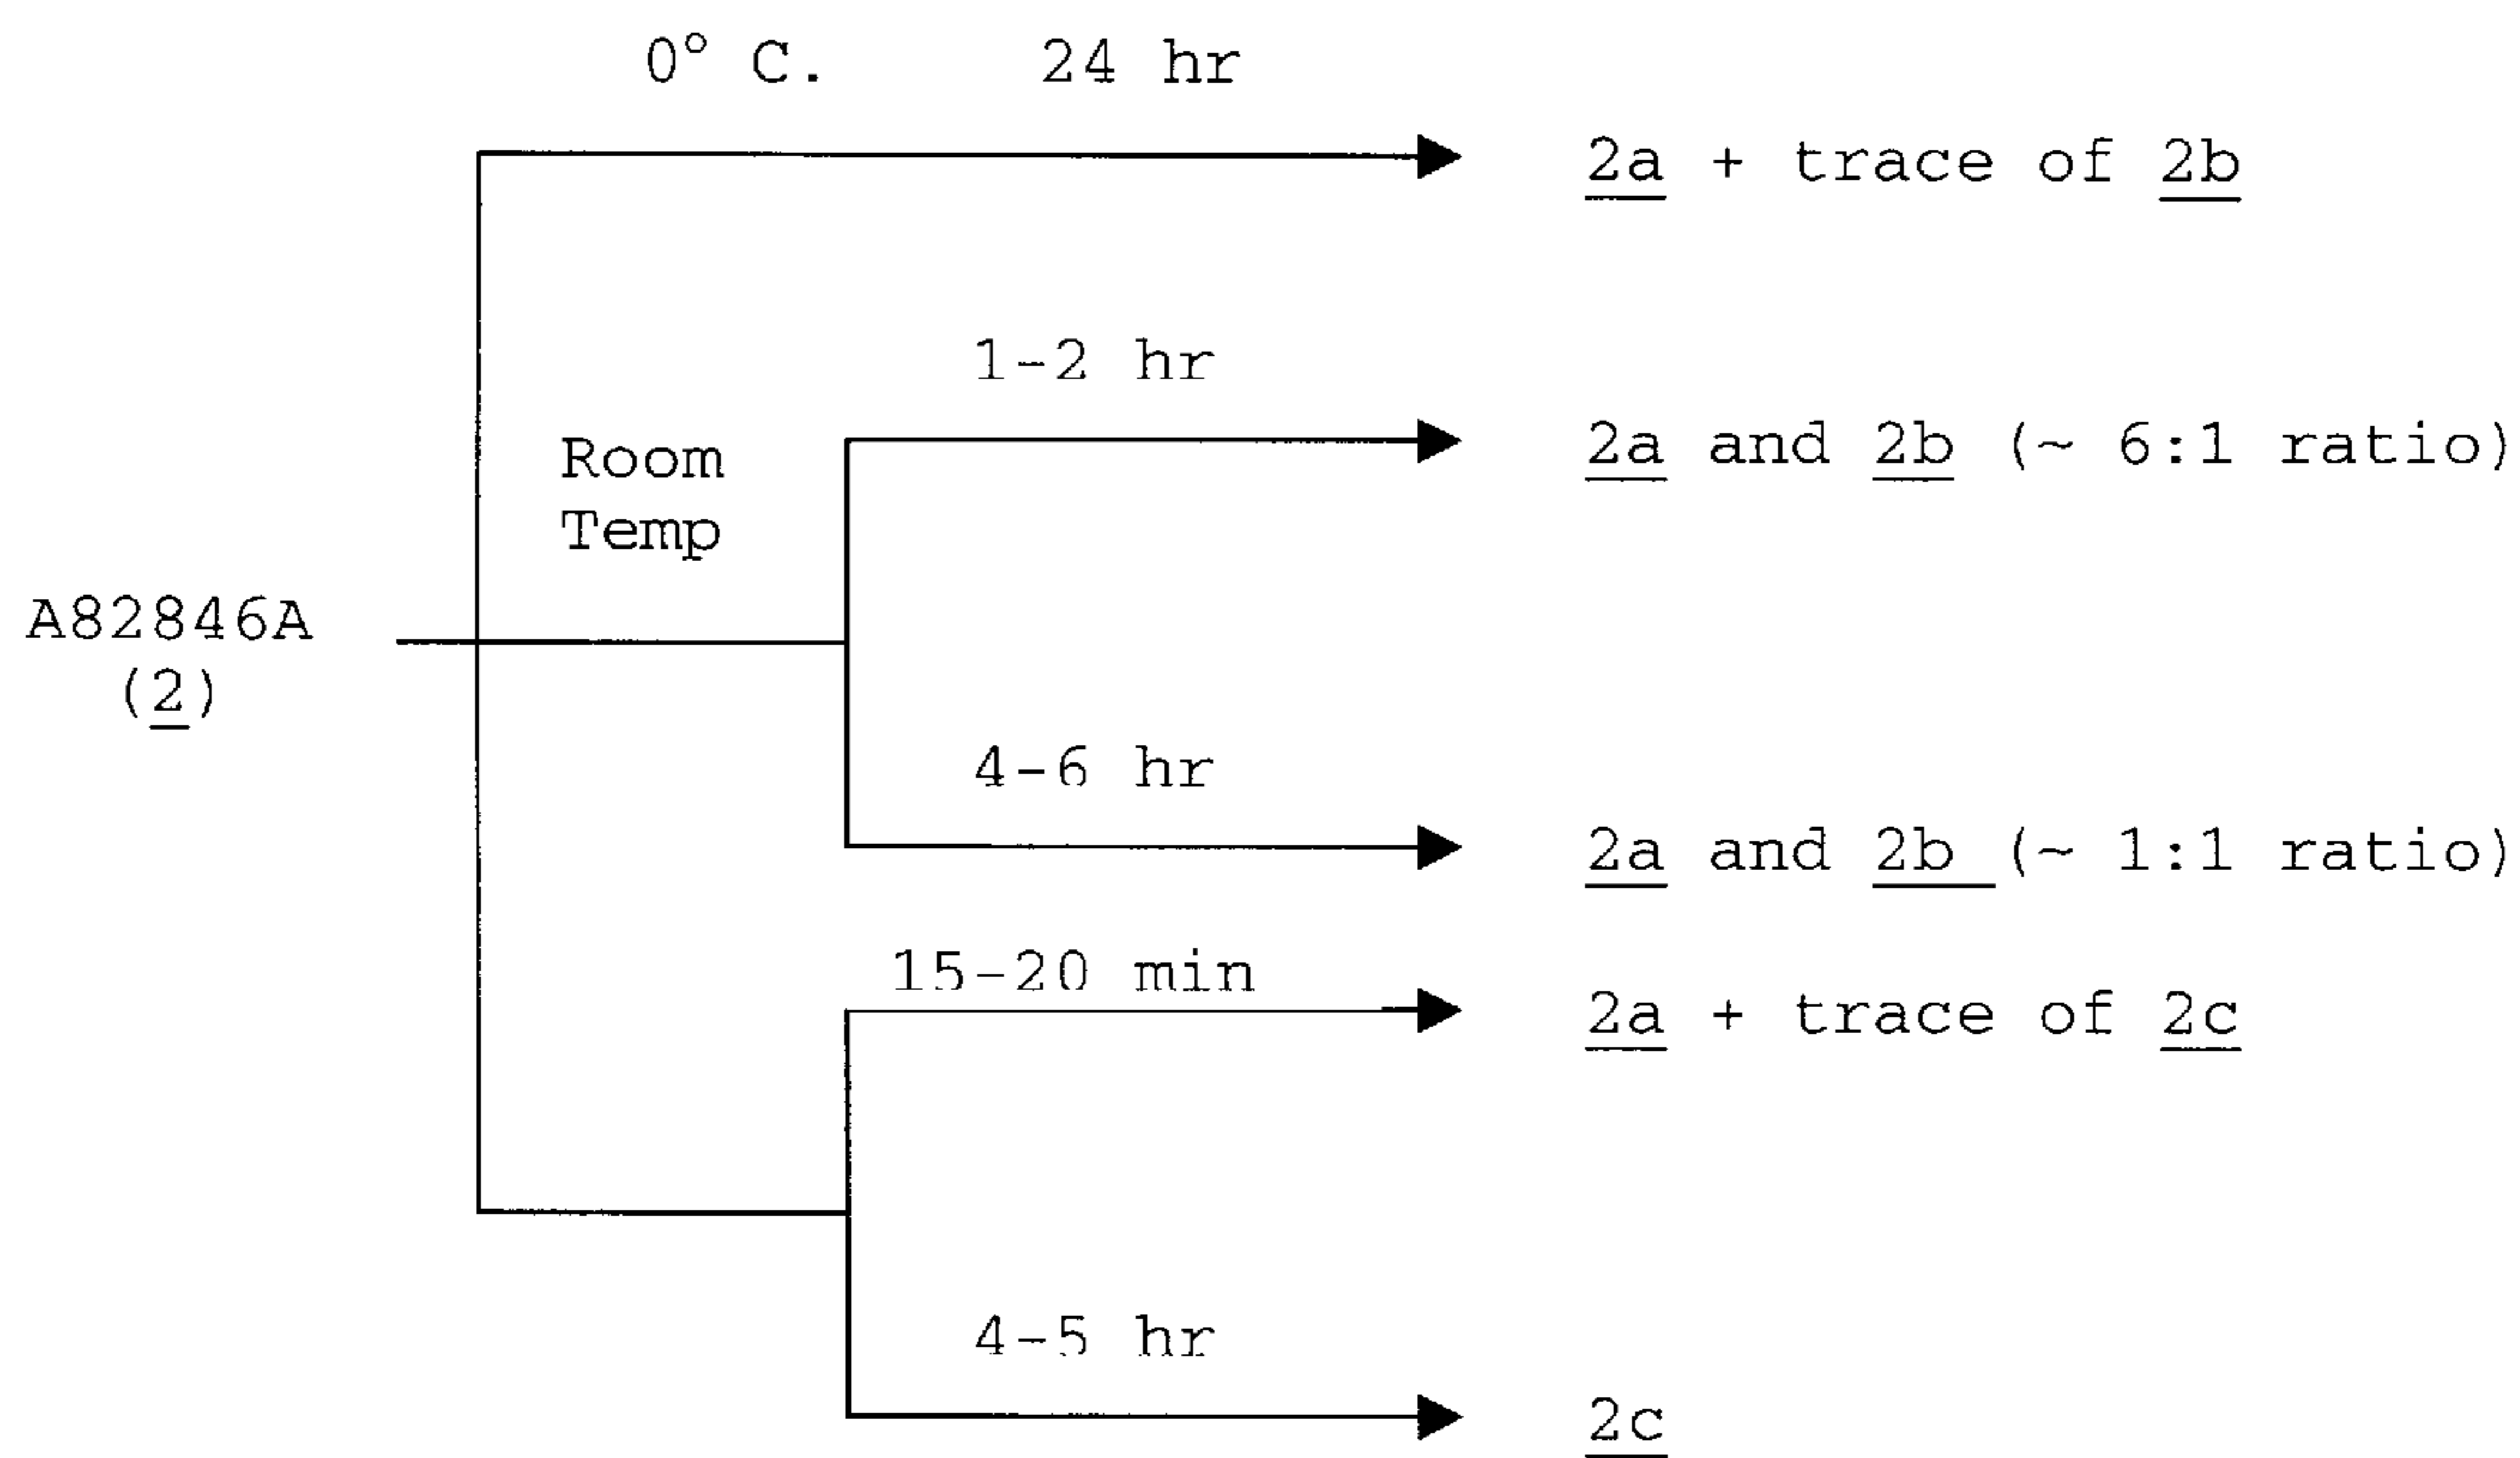 0° C. 24 hr
2a + trace of 2b
1-2 hr
Room
Temp
2a and 2b (~ 6:1 ratio)
A82846A
(2)
4-6 hr
2a and 2b (~ 1:1 ratio)
15-20 min
2a + trace of 2c
4-5 hr
2c